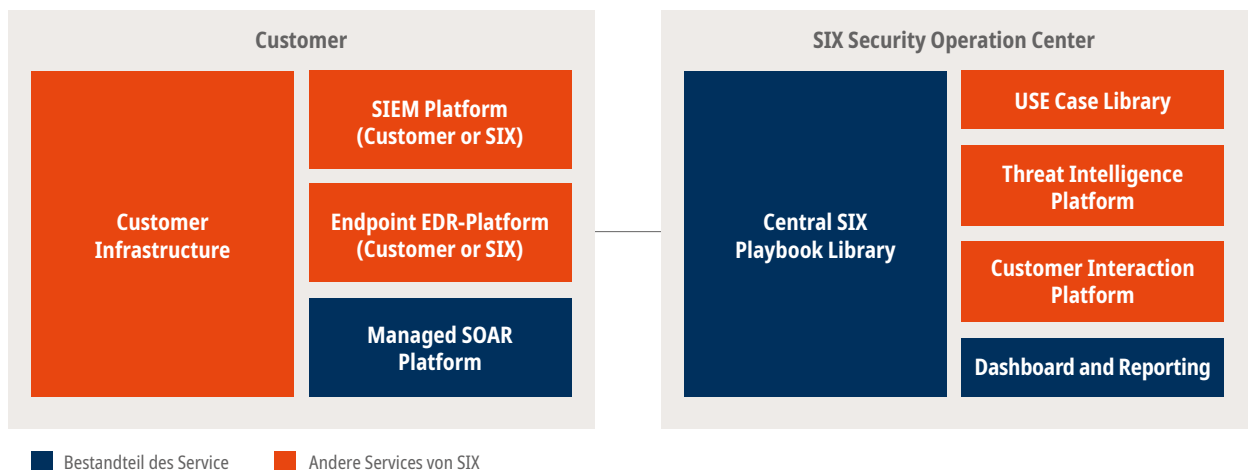 Customer
Customer
Infrastructure
SIEM Platform
(Customer or SIX)
Endpoint EDR-Platform
(Customer or SIX)
Managed SOAR
Platform
SIX Security Operation Center
Central SIX
Playbook Library
USE Case Library
Threat Intelligence
Platform
Customer Interaction
Platform
Dashboard and Reporting
Bestandteil des Service
Andere Services von SIX